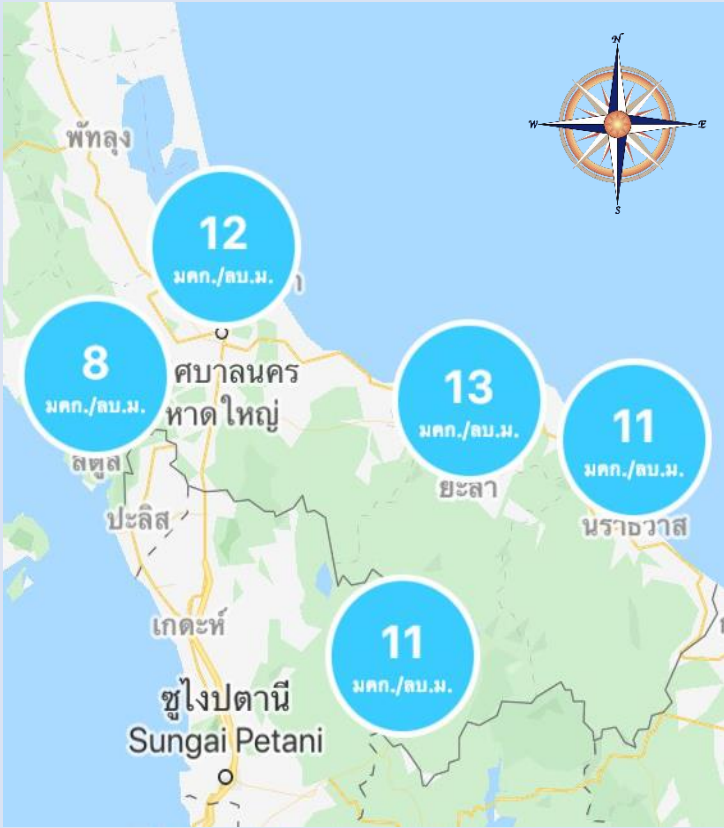 N
W
E
S
พัทลุง
12
มคก./ลบ.ม.
า
8
มคก./ลบ.ม.
ศบาลนคร
หาดใหญ่
13
มคก./ลบ.ม.
11
มคก./ลบ.ม.
สตูล
ยะลา
ปะลิส
นราธิวาส
เกดะห์
11
มคก./ลบ.ม.
ซูไงปตานี
Sungai Petani